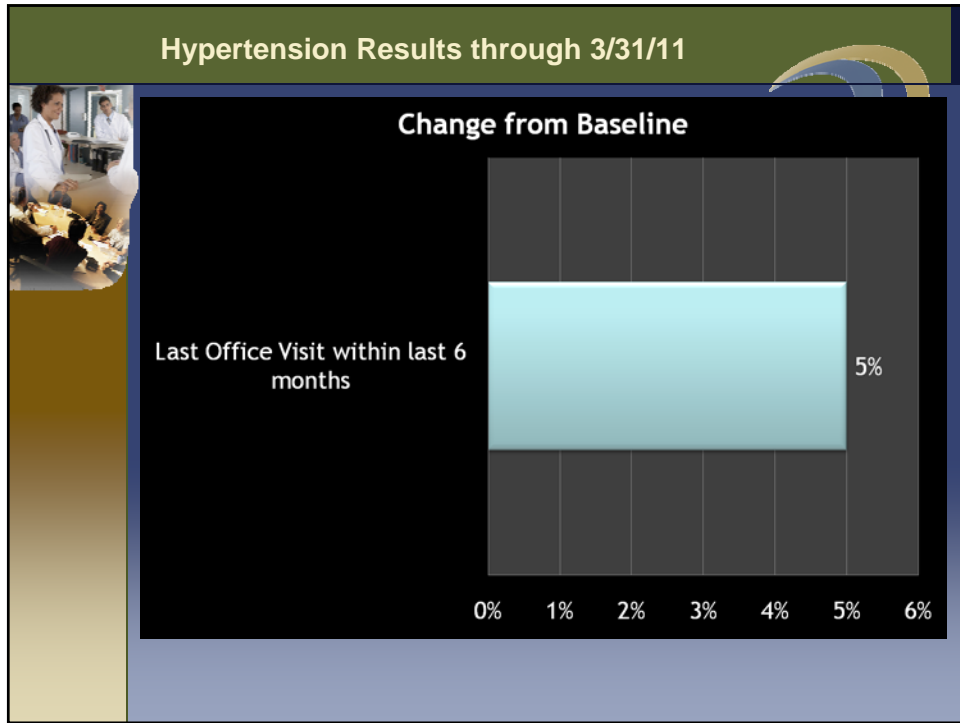 Hypertension Results through 3/31/11
Change from Baseline
Last Office Visit within last 6
months
5%
0% 1% 2% 3% 4% 5% 6%